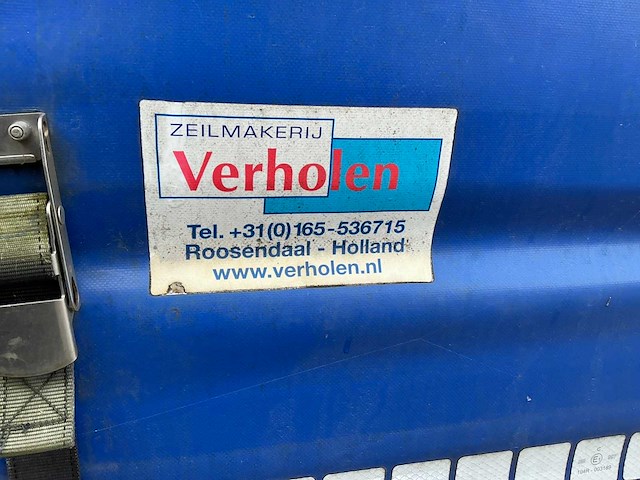 ZEILMAKERIJ
Verholen
Tel. +31(0)165-536715
Roosendaal - Holland
www.verholen.nl